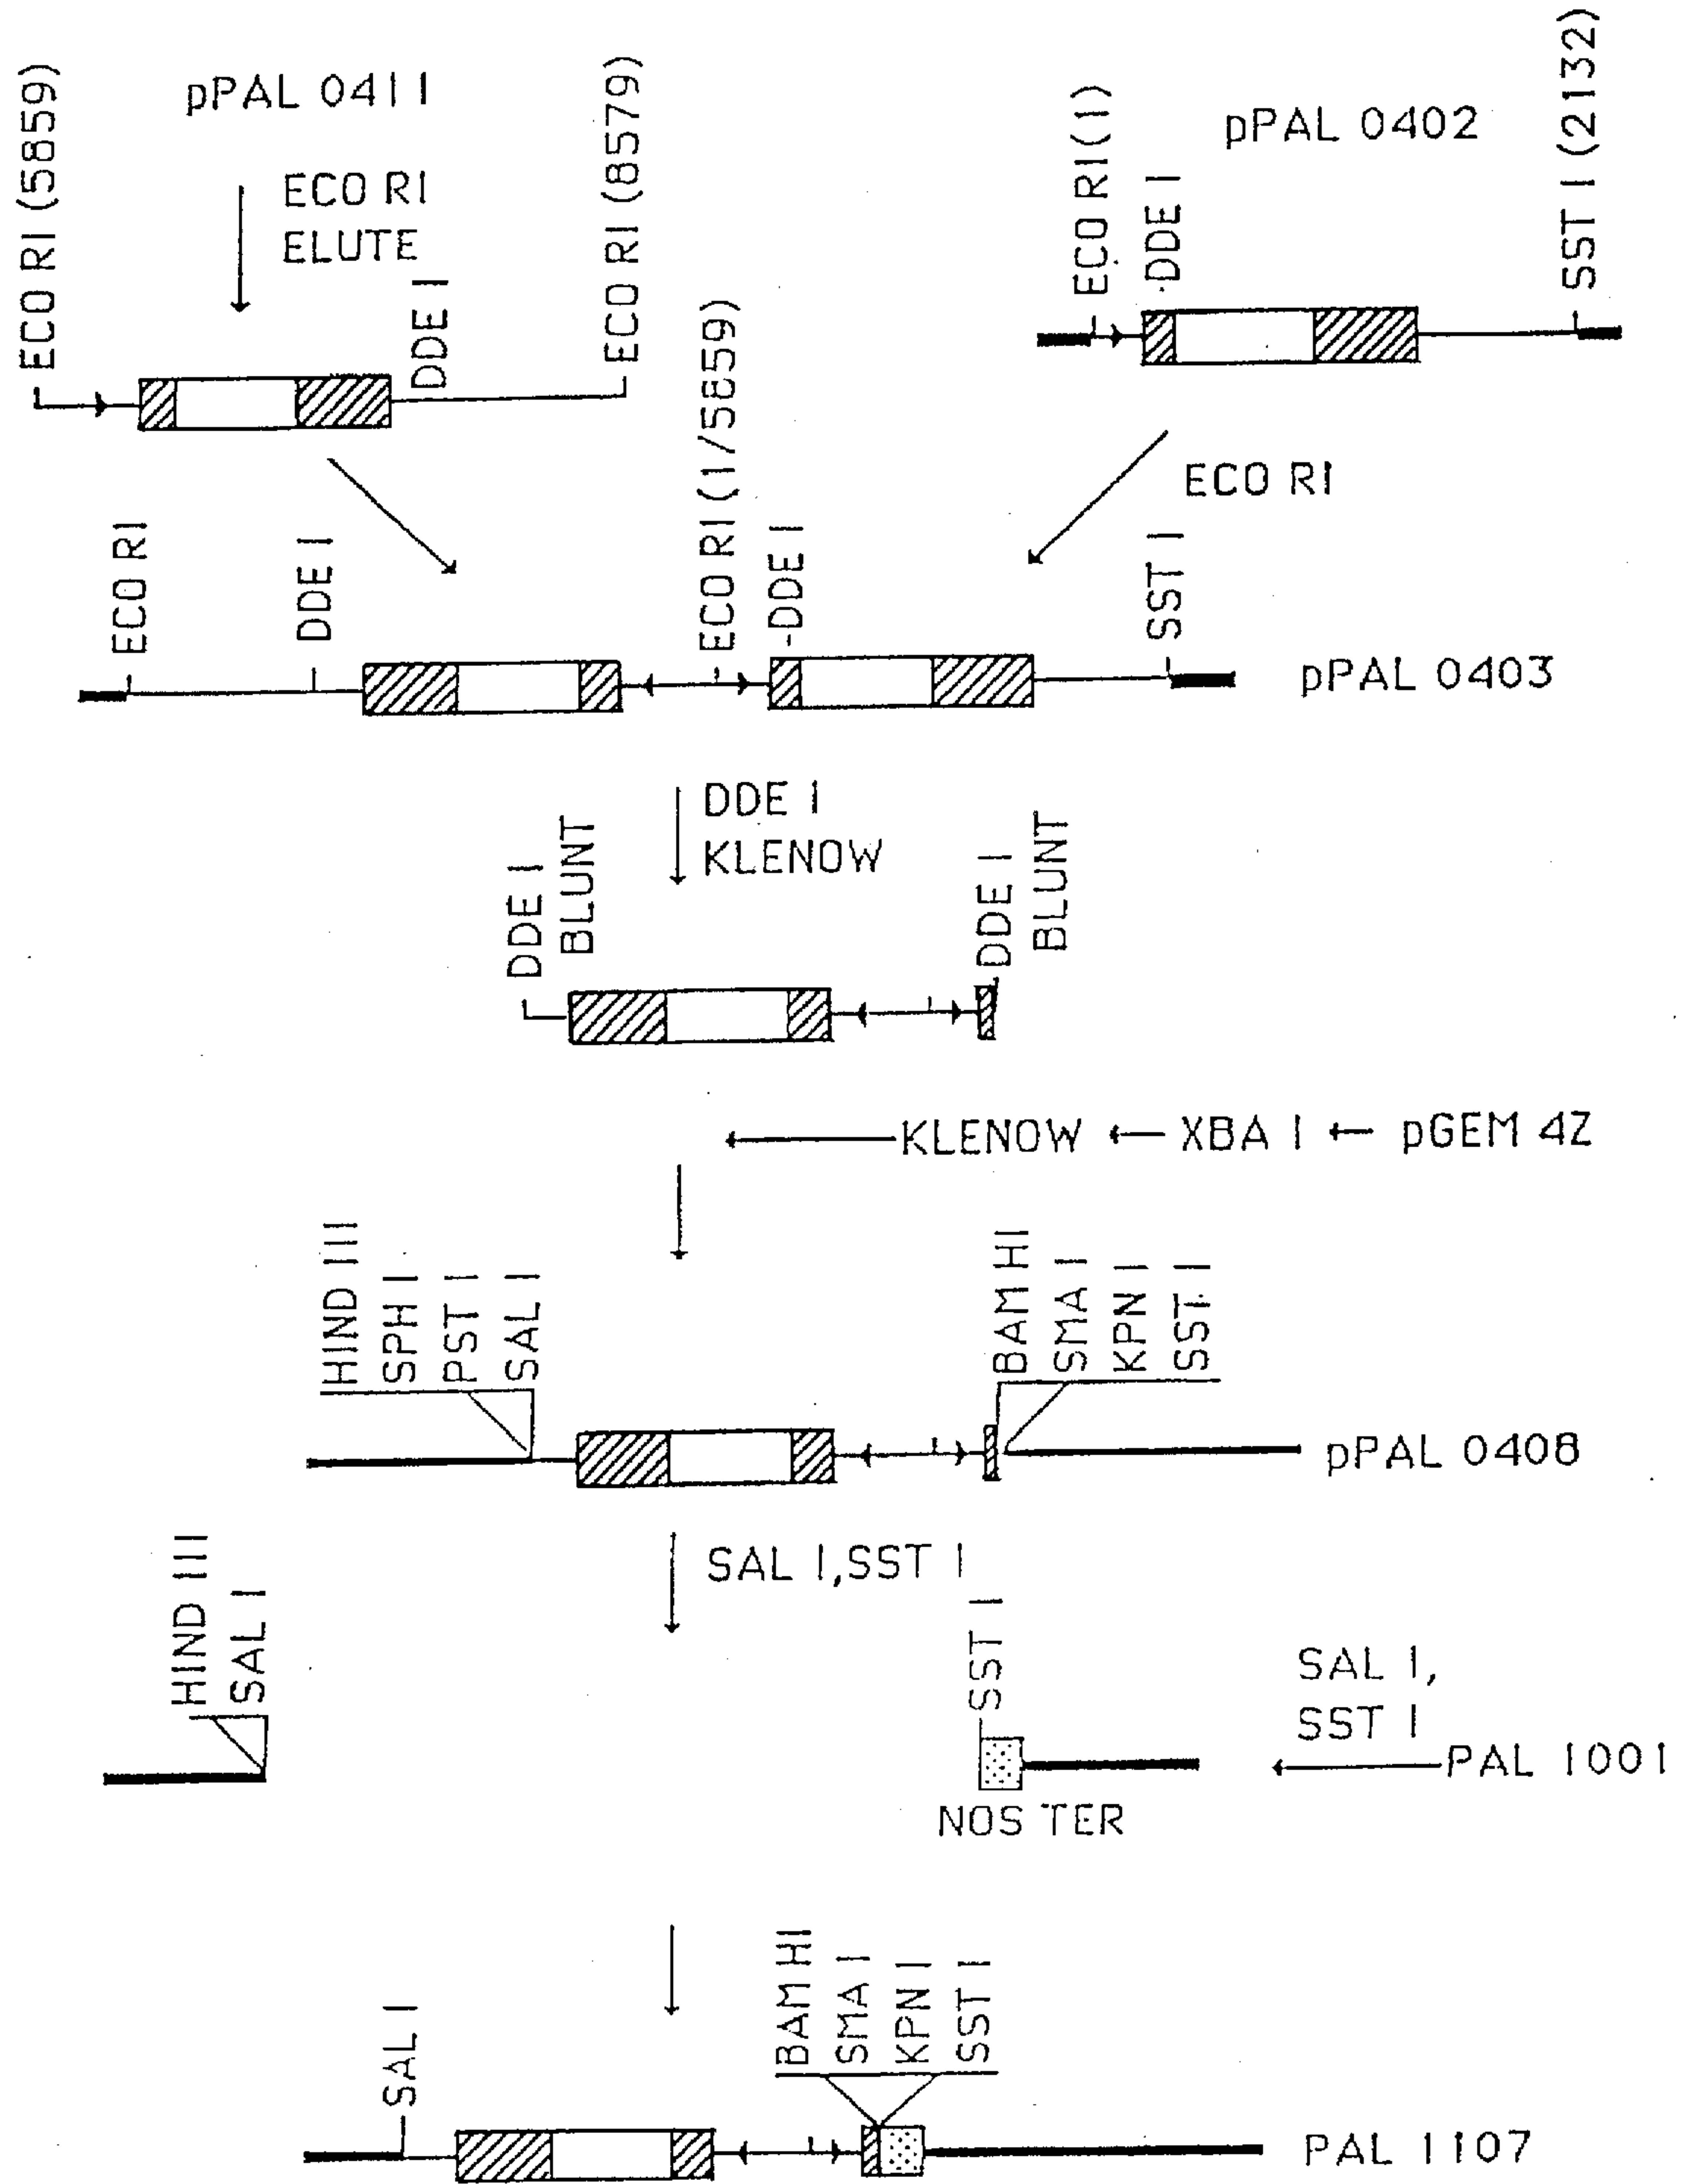 pPAL 0411
ECO RI (5859)
ECO RI
ELUTE
DDE I
ECO RI (8579)
pPAL 0402
ECO RI (1)
DDE I
SST I (2132)
ECO RI
ECO RI
DDE I
ECO RI (1/5859)
DDE I
SST I
pPAL 0403
DDE I
KLENOW
DDE I
BLUNT
DDE I
BLUNT
KLENOW ← XBA I ← pGEM 4Z
HIND III
SPH I
PST I
SAL I
BAM HI
SMA I
KPN I
SST I
pPAL 0408
SAL I, SST I
HIND III
SAL I
SST I
NOS TER
SAL I,
SST I
PAL 1001
SAL I
BAM HI
SMA I
KPN I
SST I
PAL 1107